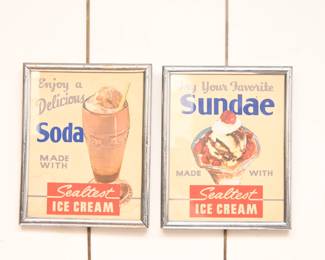 Enjoy a
Delicious
Soda
MADE
WITH
Sealtest
ICE CREAM
Your Favorite
Sundae
MADE WITH
Sealtest
ICE CREAM